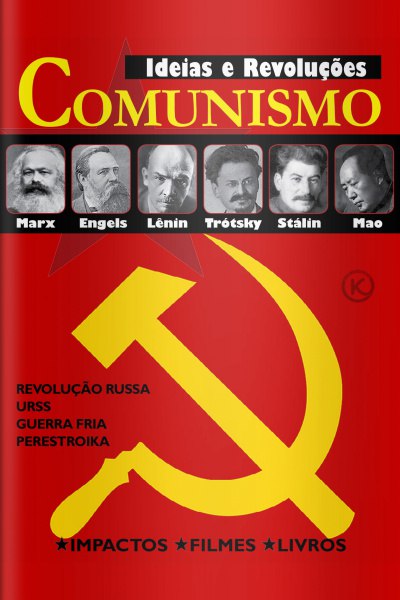 Ideias e Revoluções
COMUNISMO
Marx Engels Lênin Trótsky Stálin Mao
K
REVOLUÇÃO RUSSA
URSS
GUERRA FRIA
PERESTROIKA
★IMPACTOS ★FILMES ★LIVROS